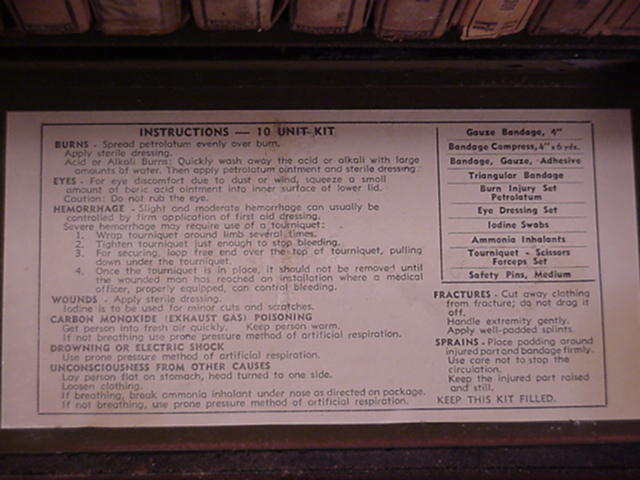 INSTRUCTIONS — 10 UNIT KIT
BURNS - Spread petrolatum evenly over burn.
Apply sterile dressing.
Acid or Alkali Burns: Quickly wash away the acid or alkali with large
amounts of water. Then apply petrolatum ointment and sterile dressing
EYES - For eye discomfort due to dust or wind, squeeze a small
amount of boric acid ointment into inner surface of lower lid.
Caution: Do not rub the eye.
HEMORRHAGE - Slight and moderate hemorrhage can usually be
controlled by firm application of first aid dressing.
Severe hemorrhage may require use of a tourniquet:
1. Wrap tourniquet around limb several times.
2. Tighten tourniquet just enough to stop bleeding.
3. For securing, loop free end over the top of tourniquet, pulling
down under the tourniquet.
4. Once the tourniquet is in place, it should not be removed until
the wounded man has reached an installation where a medical
officer, properly equipped, can control bleeding.
WOUNDS - Apply sterile dressing.
Iodine is to be used for minor cuts and scratches.
CARBON MONOXIDE (EXHAUST GAS) POISONING
Get person into fresh air quickly. Keep person warm.
If not breathing use prone pressure method of artificial respiration.
DROWNING OR ELECTRIC SHOCK
Use prone pressure method of artificial respiration.
UNCONSCIOUSNESS FROM OTHER CAUSES
Lay person flat on stomach, head turned to one side.
Loosen clothing.
If breathing, break ammonia inhalant under nose as directed on package.
If not breathing, use prone pressure method of artificial respiration.
Gauze Bandage, 4"
Bandage Compress, 4" x 6 yds.
Bandage, Gauze, Adhesive
Triangular Bandage
Burn Injury Set
Petrolatum
Eye Dressing Set
Iodine Swabs
Ammonia Inhalants
Tourniquet - Scissors
Forceps Set
Safety Pins, Medium
FRACTURES - Cut away clothing
from fracture; do not drag it
off.
Handle extremity gently.
Apply well-padded splints.
SPRAINS - Place padding around
injured part and bandage firmly.
Use care not to stop the
circulation.
Keep the injured part raised
and still.
KEEP THIS KIT FILLED.